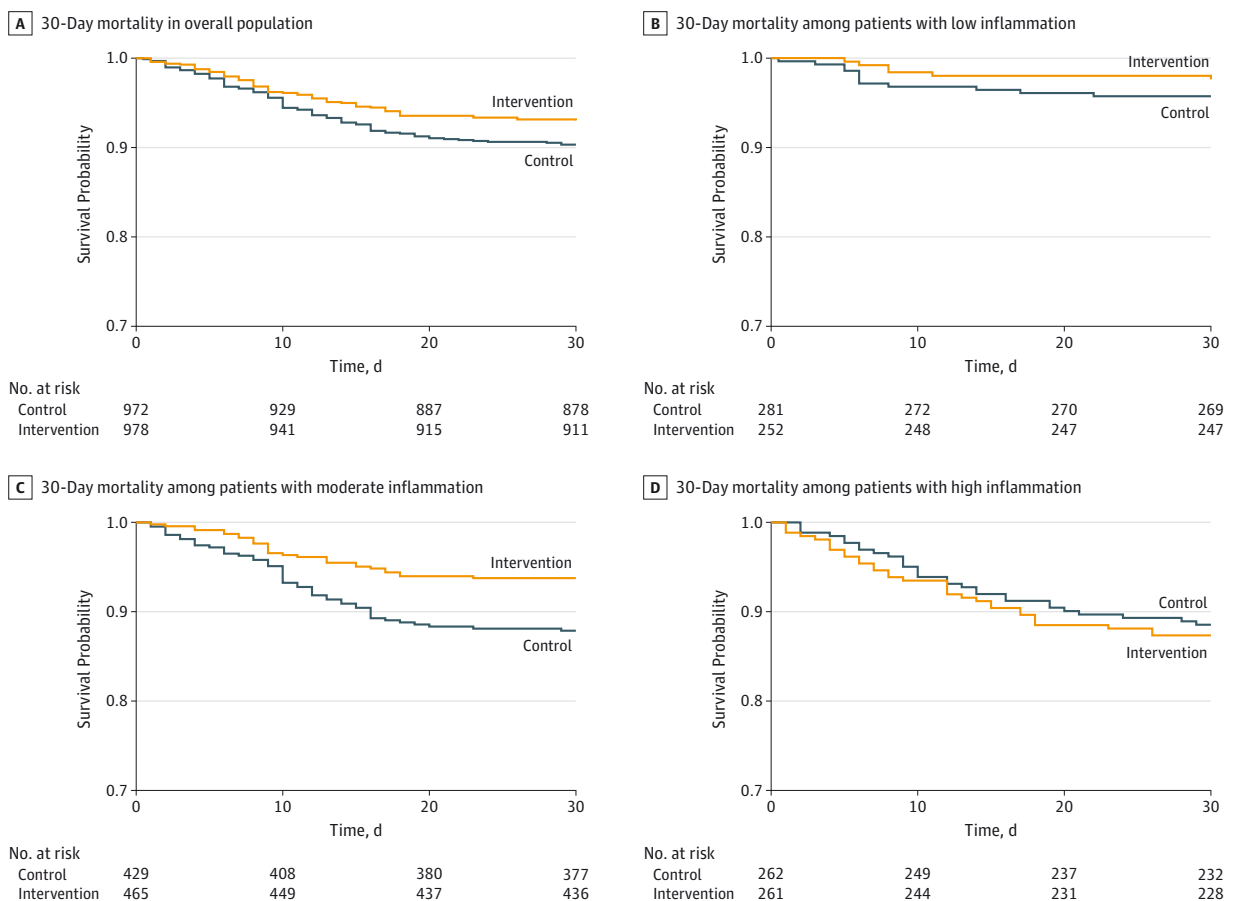 A 30-Day mortality in overall population
1.0
0.9
0.8
0.7
Survival Probability
Intervention
Control
0 10 20 30
Time, d
No. at risk
Control 972 929 887 878
Intervention 978 941 915 911
B 30-Day mortality among patients with low inflammation
1.0
0.9
0.8
0.7
Survival Probability
Intervention
Control
0 10 20 30
Time, d
No. at risk
Control 281 272 270 269
Intervention 252 248 247 247
C 30-Day mortality among patients with moderate inflammation
1.0
0.9
0.8
0.7
Survival Probability
Intervention
Control
0 10 20 30
Time, d
No. at risk
Control 429 408 380 377
Intervention 465 449 437 436
D 30-Day mortality among patients with high inflammation
1.0
0.9
0.8
0.7
Survival Probability
Control
Intervention
0 10 20 30
Time, d
No. at risk
Control 262 249 237 232
Intervention 261 244 231 228